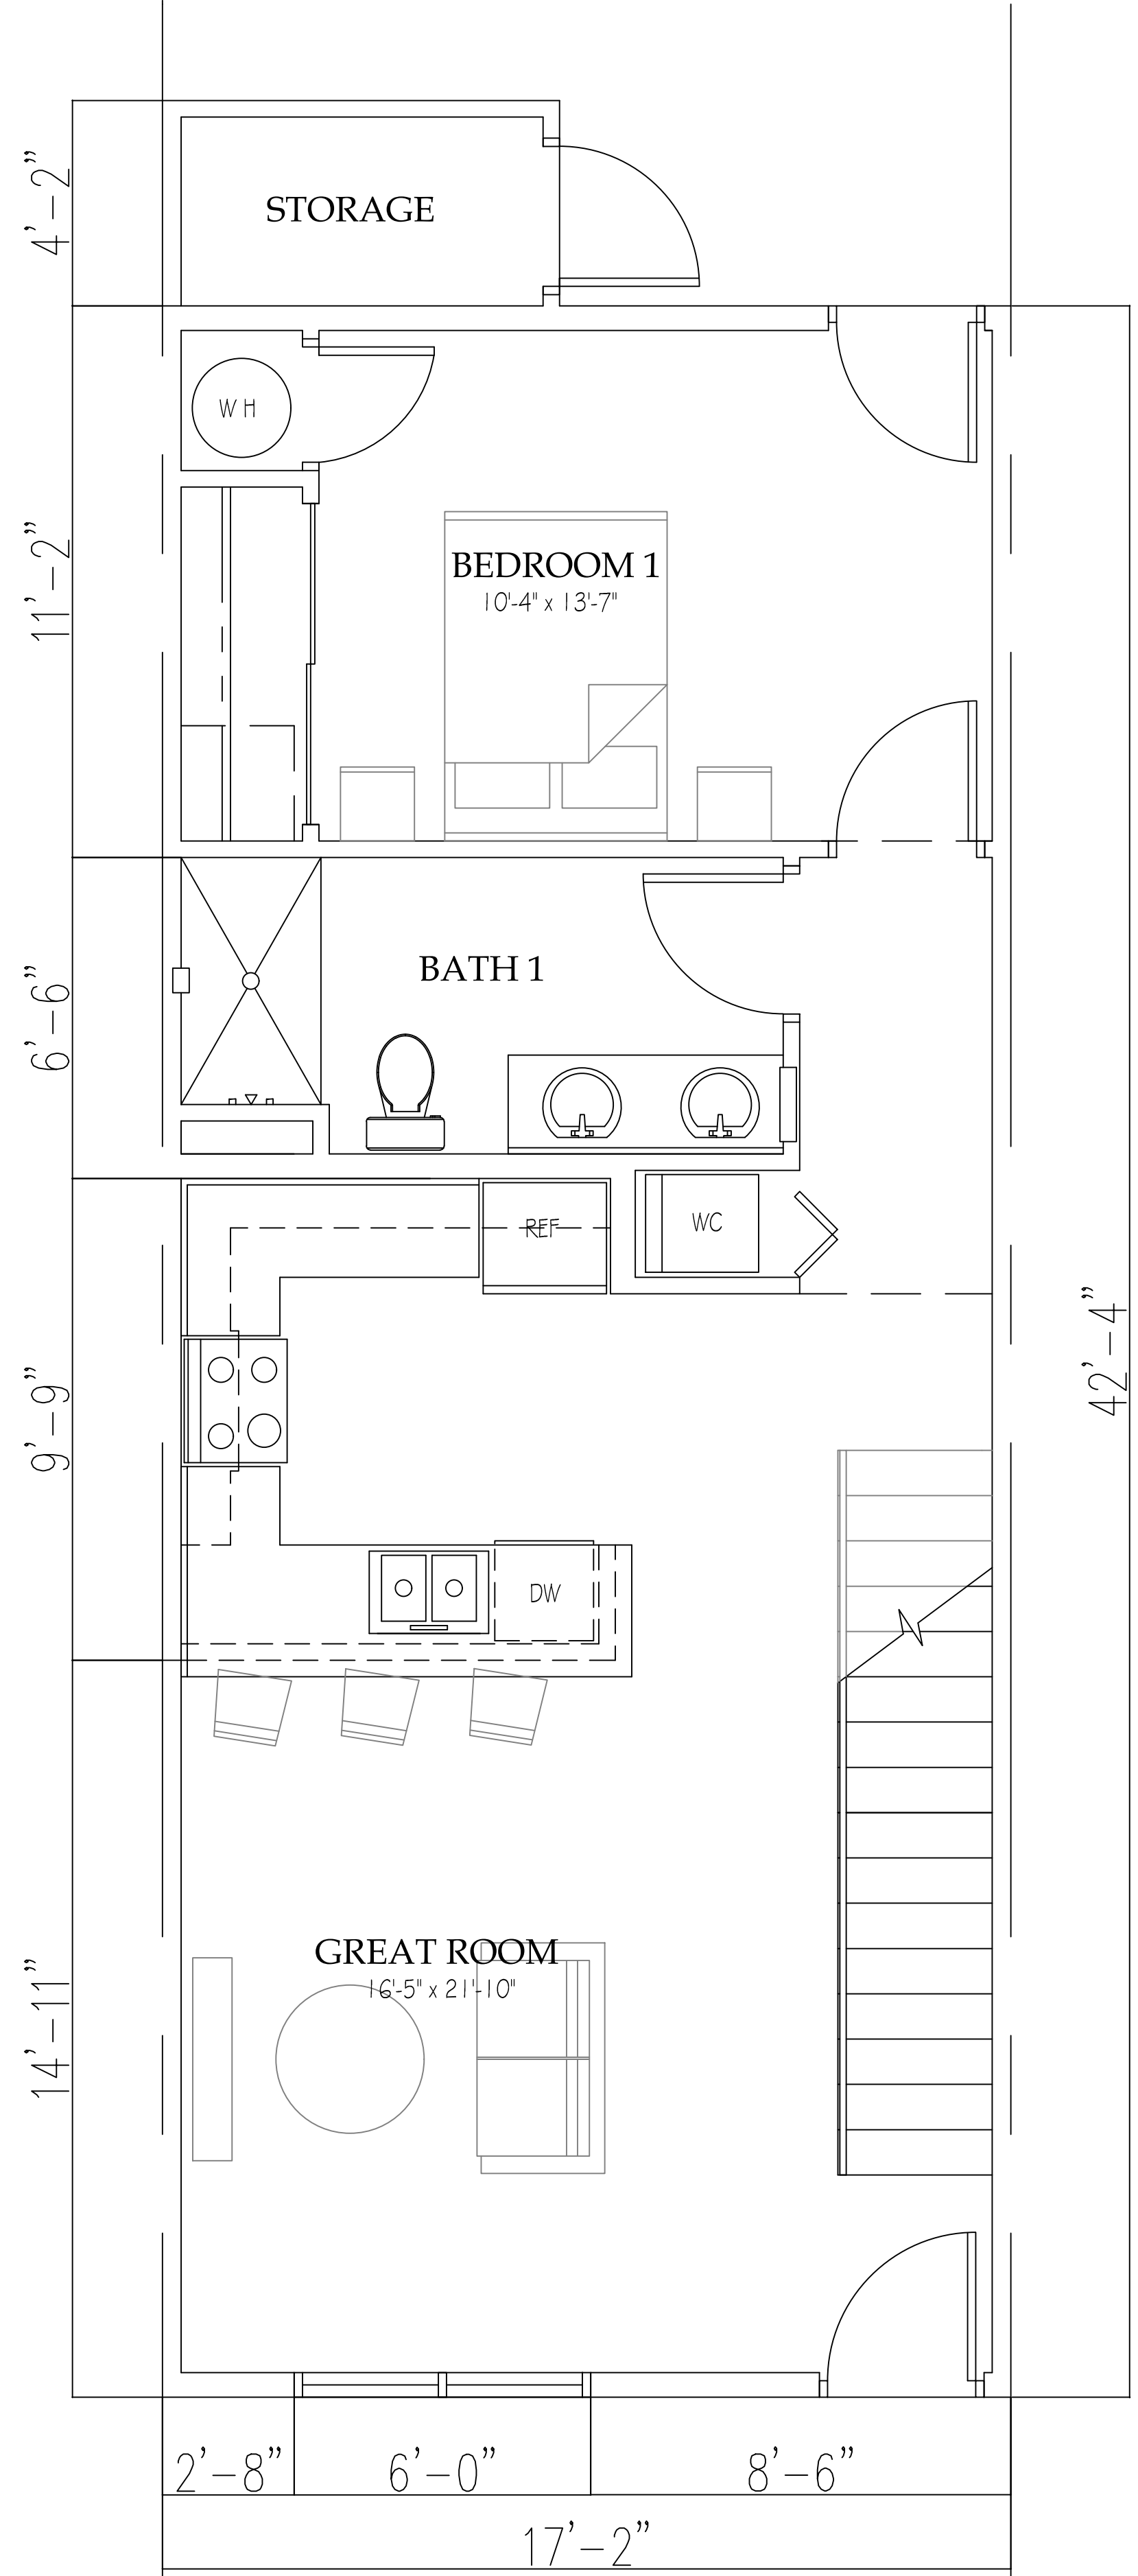 4'-2"
STORAGE
WH
11'-2"
BEDROOM 1
10'-4" x 13'-7"
6'-6"
BATH 1
REF
WC
42'-4"
9'-9"
DW
14'-11"
GREAT ROOM
16'-5" x 21'-10"
2'-8"
6'-0"
8'-6"
17'-2"